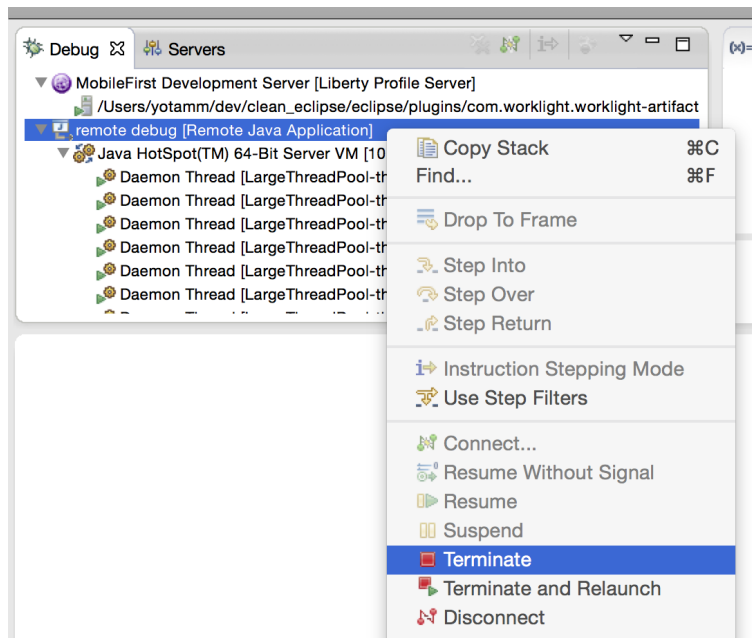 Debug Servers
(x)=
MobileFirst Development Server [Liberty Profile Server]
/Users/yotamm/dev/clean_eclipse/eclipse/plugins/com.worklight.worklight-artifact
remote debug [Remote Java Application]
Java HotSpot(TM) 64-Bit Server VM [10
Daemon Thread [LargeThreadPool-th
Daemon Thread [LargeThreadPool-th
Daemon Thread [LargeThreadPool-th
Daemon Thread [LargeThreadPool-th
Daemon Thread [LargeThreadPool-th
Daemon Thread [LargeThreadPool-th
Copy Stack ⌘C
Find... ⌘F
Drop To Frame
Step Into
Step Over
Step Return
Instruction Stepping Mode
Use Step Filters
Connect...
Resume Without Signal
Resume
Suspend
Terminate
Terminate and Relaunch
Disconnect